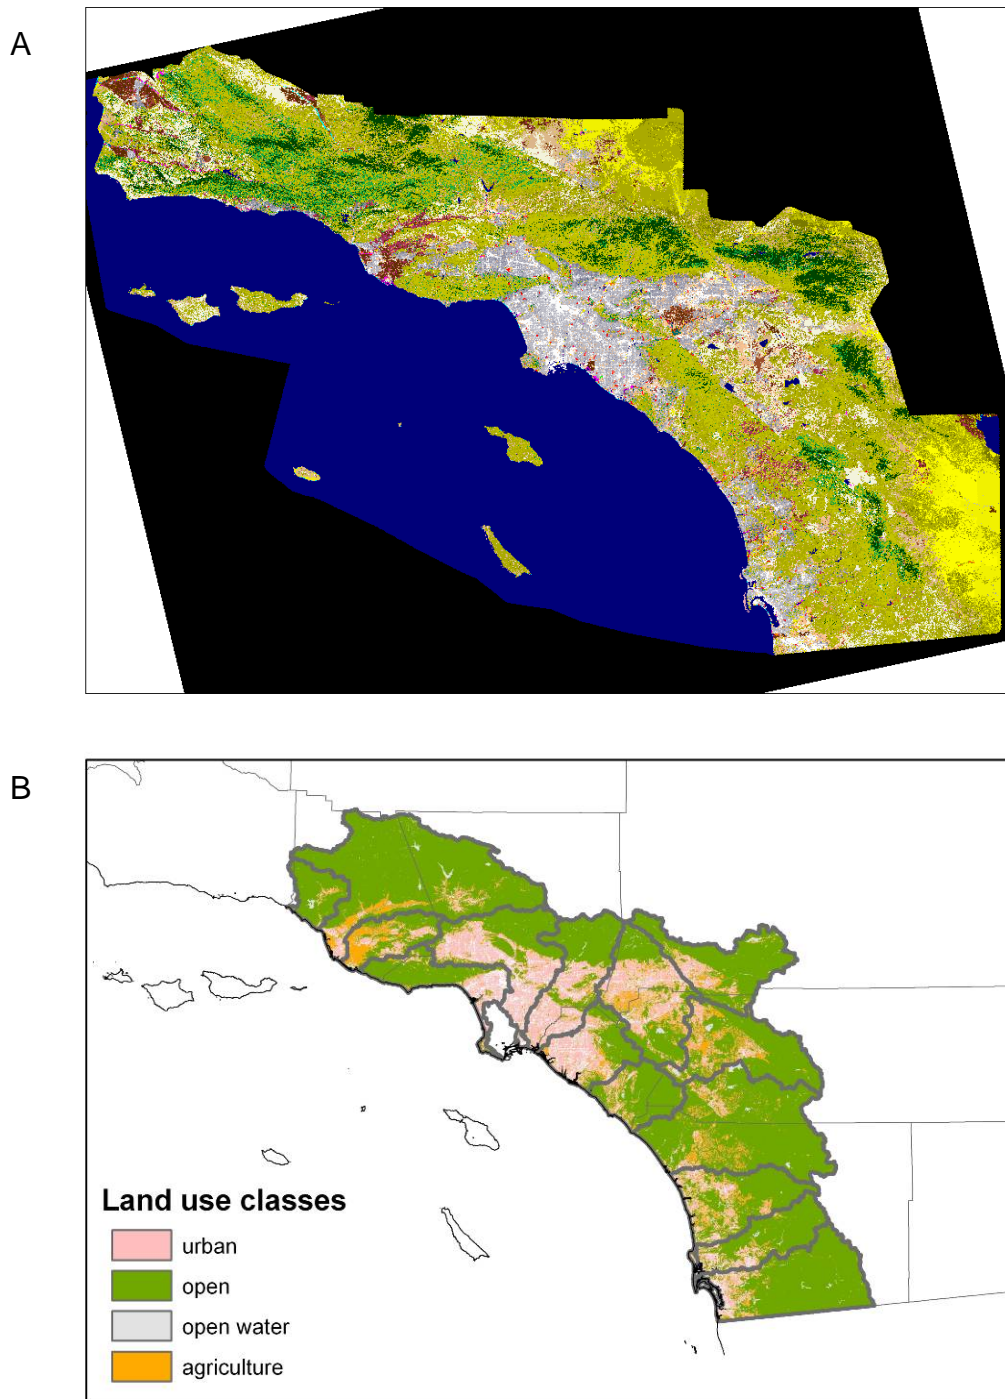 A
B
Land use classes
urban
open
open water
agriculture